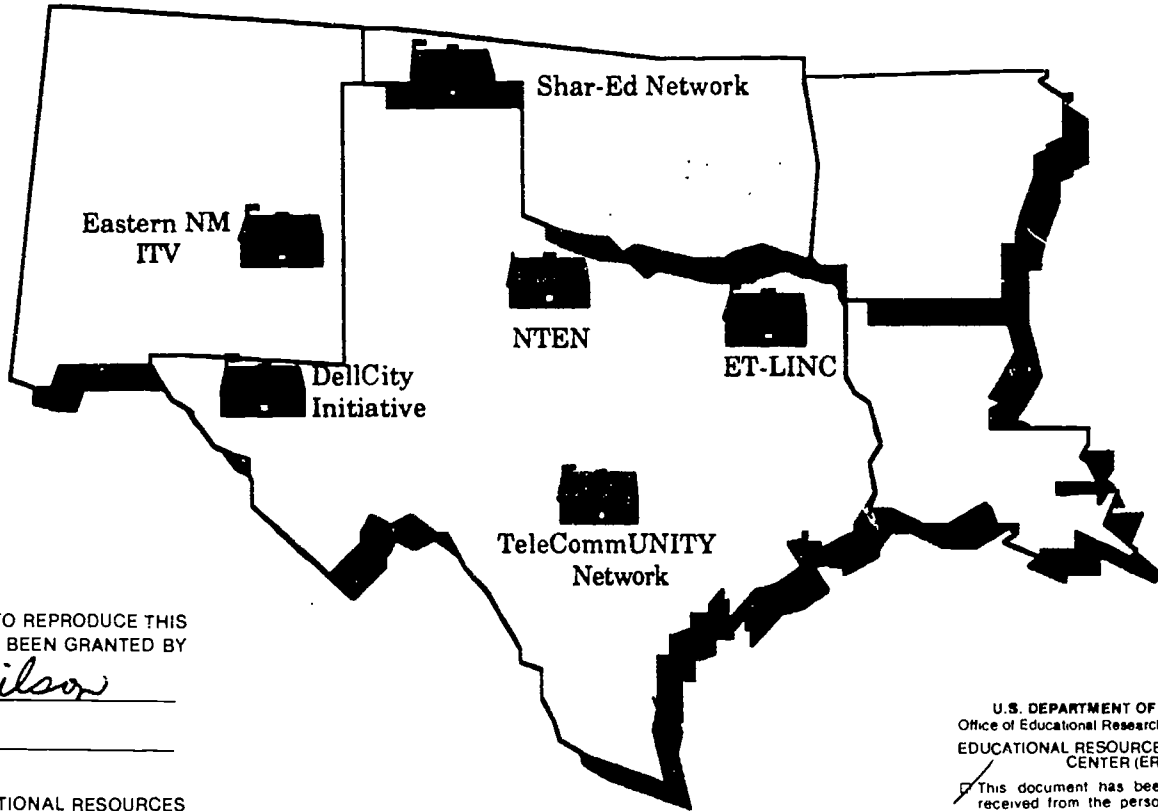 Shar-Ed Network
Eastern NM
ITV
NTEN
ET-LINC
DellCity
Initiative
TeleCommUNITY
Network
TO REPRODUCE THIS
BEEN GRANTED BY
ilson
TIONAL RESOURCES
U.S. DEPARTMENT OF
Office of Educational Research
EDUCATIONAL RESOURCE
CENTER (ER
This document has bee
received from the perso